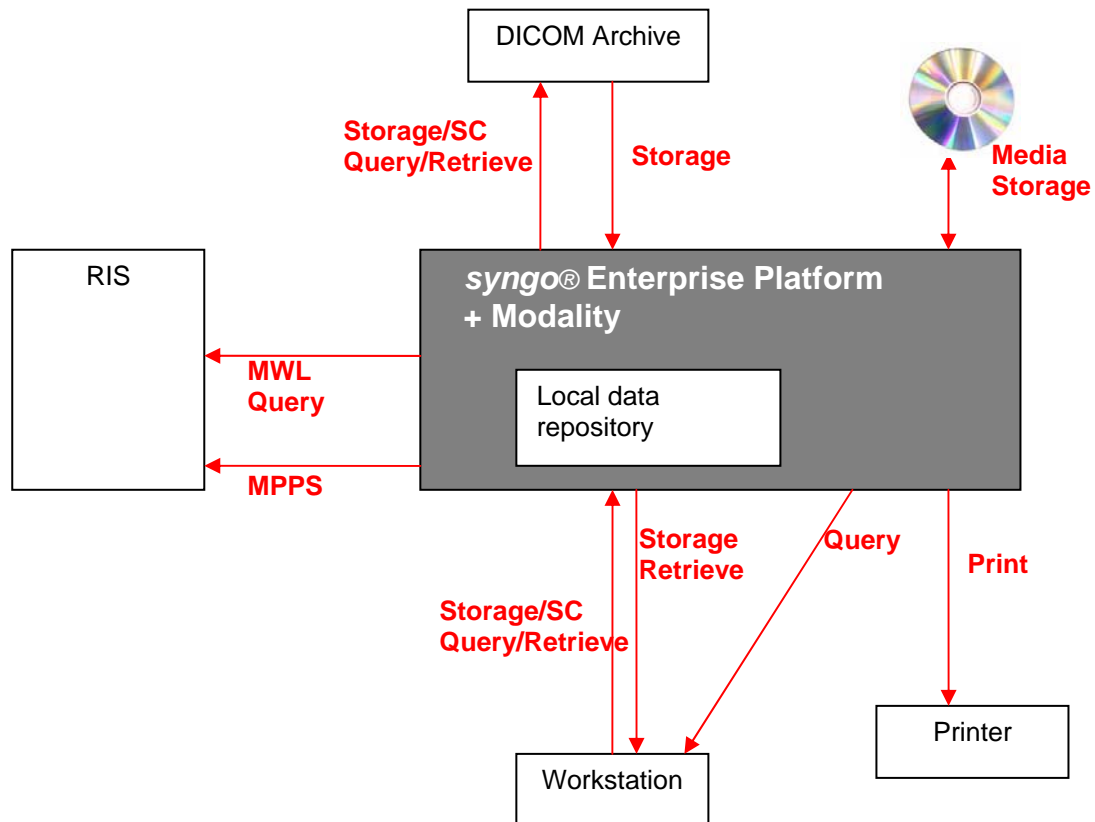 DICOM Archive
Storage/SC
Query/Retrieve
Storage
Media
Storage
RIS
syngo® Enterprise Platform
+ Modality
MWL
Query
Local data
repository
MPPS
Storage
Retrieve
Query
Print
Storage/SC
Query/Retrieve
Printer
Workstation